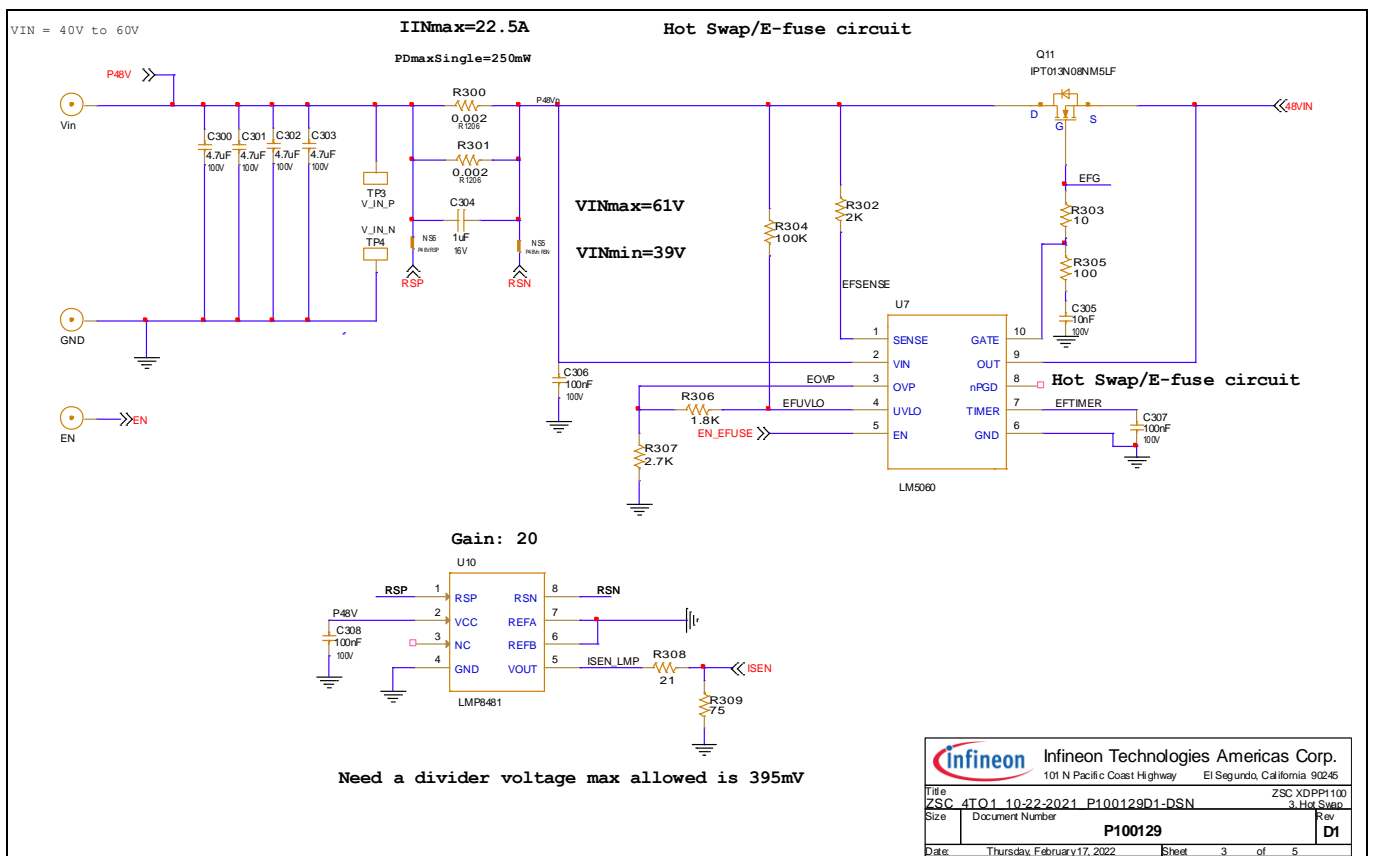 VIN = 40V to 60V
IINmax=22.5A
Hot Swap/E-fuse circuit
PDmaxSingle=250mW
Q11
IPT013N08NM5LF
P48V
Vin
R300
0.002
R1206
P48Vn
D
G
S
48VIN
C300
4.7uF
100V
C301
4.7uF
100V
C302
4.7uF
100V
C303
4.7uF
100V
R301
0.002
R1206
TP3
V_IN_P
C304
1uF
16V
V_IN_N
TP4
NS6
P48VRSP
NS5
RSP
RSN
VINmax=61V
VINmin=39V
R304
100K
R302
2K
EFG
R303
10
R305
100
C305
10nF
100V
EFSENSE
GND
EN
EN
U7
1
SENSE
GATE
10
2
VIN
OUT
9
3
OVP
nPGD
8
4
UVLO
TIMER
7
5
EN
GND
6
LM5060
Hot Swap/E-fuse circuit
C306
100nF
100V
EOVP
R306
1.8K
EFUVLO
EN_EFUSE
R307
2.7K
EFTIMER
C307
100nF
100V
Gain: 20
U10
RSP
1
RSP
RSN
8
RSN
P48V
2
VCC
REFA
7
3
NC
REFB
6
4
GND
VOUT
5
LMP8481
C308
100nF
100V
ISEN_LMP
R308
21
ISEN
R309
75
Need a divider voltage max allowed is 395mV
infineon
Infineon Technologies Americas Corp.
101 N Pacific Coast Highway El Segundo, California 90245
Title
ZSC XDPP1100
ZSC_4TO1_10-22-2021_P100129D1-DSN
3. Hot Swap
Size
Document Number
Rev
P100129
D1
Date:
Thursday, February 17, 2022
Sheet
3 of 5